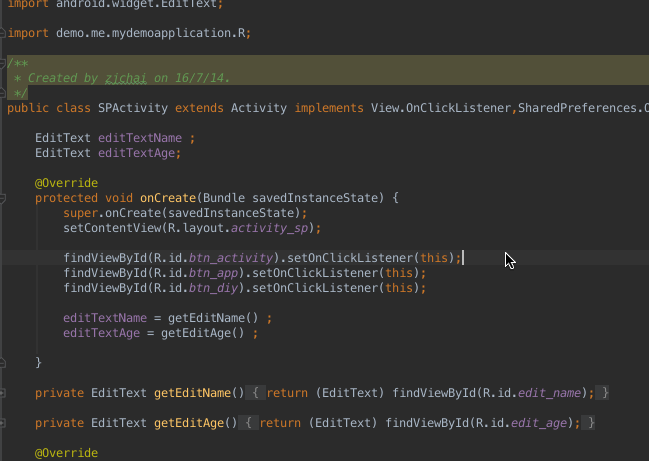 import android.widget.EditText;
import demo.me.mydemoapplication.R;
/**
* Created by zjchai on 16/7/14.
*/
public class SPActivity extends Activity implements View.OnClickListener,SharedPreferences.O
EditText editTextName ;
EditText editTextAge;
@Override
protected void onCreate(Bundle savedInstanceState) {
super.onCreate(savedInstanceState);
setContentView(R.layout.activity_sp);
findViewById(R.id.btn_activity).setOnClickListener(this);
findViewById(R.id.btn_app).setOnClickListener(this);
findViewById(R.id.btn_diy).setOnClickListener(this);
editTextName = getEditName() ;
editTextAge = getEditAge() ;
}
private EditText getEditName() { return (EditText) findViewById(R.id.edit_name); }
private EditText getEditAge() { return (EditText) findViewById(R.id.edit_age); }
@Override